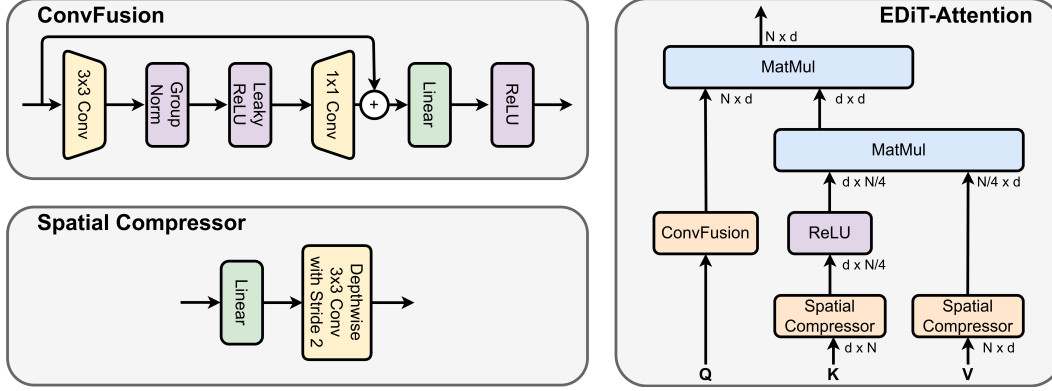 ConvFusion
3x3 Conv
Group
Norm
Leaky
ReLU
1x1 Conv
+
Linear
ReLU
Spatial Compressor
Linear
Depthwise
3x3 Conv
with Stride 2
EDiT-Attention
N x d
MatMul
N x d
d x d
MatMul
d x N/4
N/4 x d
ConvFusion
ReLU
d x N/4
Spatial
Compressor
Spatial
Compressor
d x N
N x d
Q
K
V